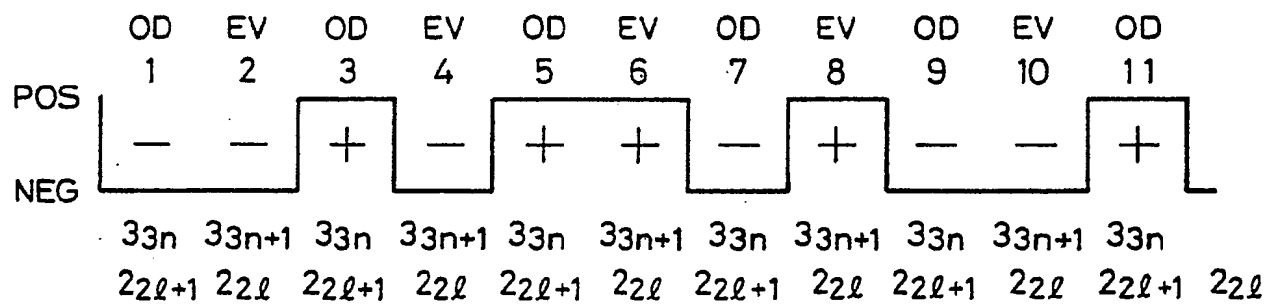 OD EV OD EV OD EV OD EV OD EV OD
1 2 3 4 5 6 7 8 9 10 11
POS
− − + − + + − + − − +
NEG
33n 33n+1 33n 33n+1 33n 33n+1 33n 33n+1 33n 33n+1 33n
22ℓ+1 22ℓ 22ℓ+1 22ℓ 22ℓ+1 22ℓ 22ℓ+1 22ℓ 22ℓ+1 22ℓ 22ℓ+1 22ℓ